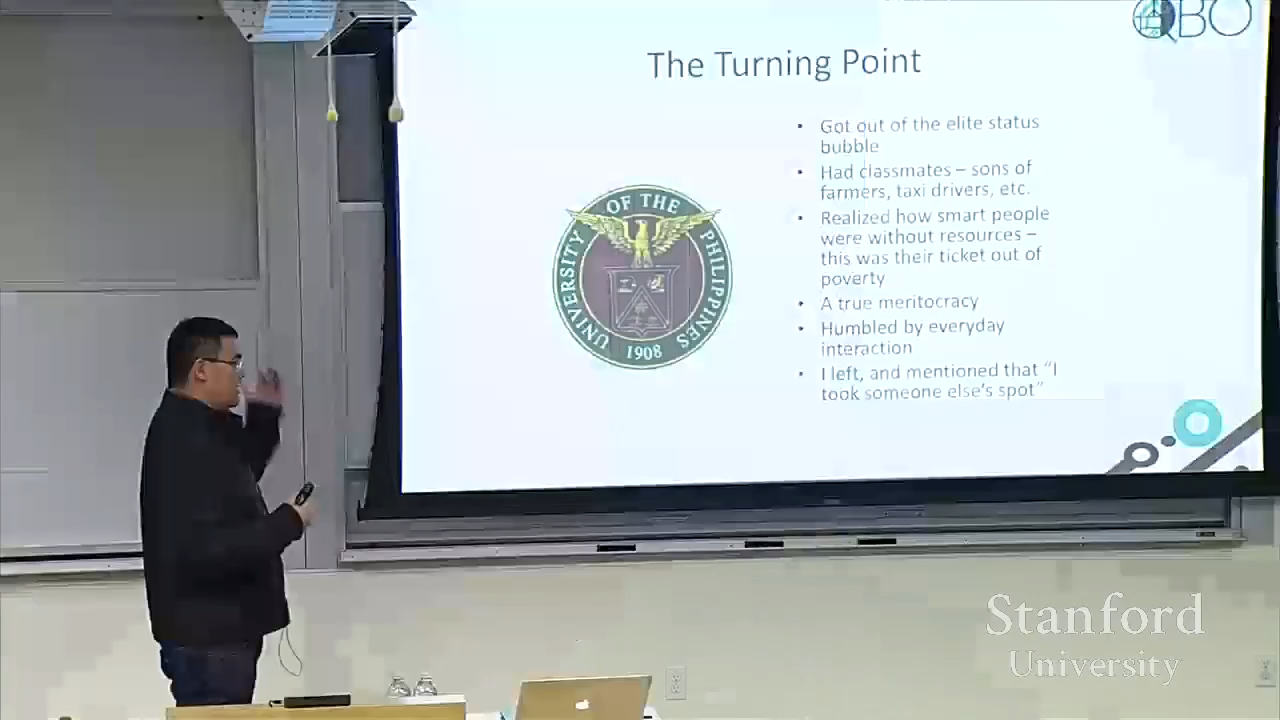 QBO
The Turning Point
• Got out of the elite status
bubble
• Had classmates – sons of
farmers, taxi drivers, etc.
• Realized how smart people
were without resources –
this was their ticket out of
poverty
• A true meritocracy
• Humbled by everyday
interaction
• I left, and mentioned that “I
took someone else’s spot”
UNIVERSITY OF THE PHILIPPINES
1908
Stanford
University